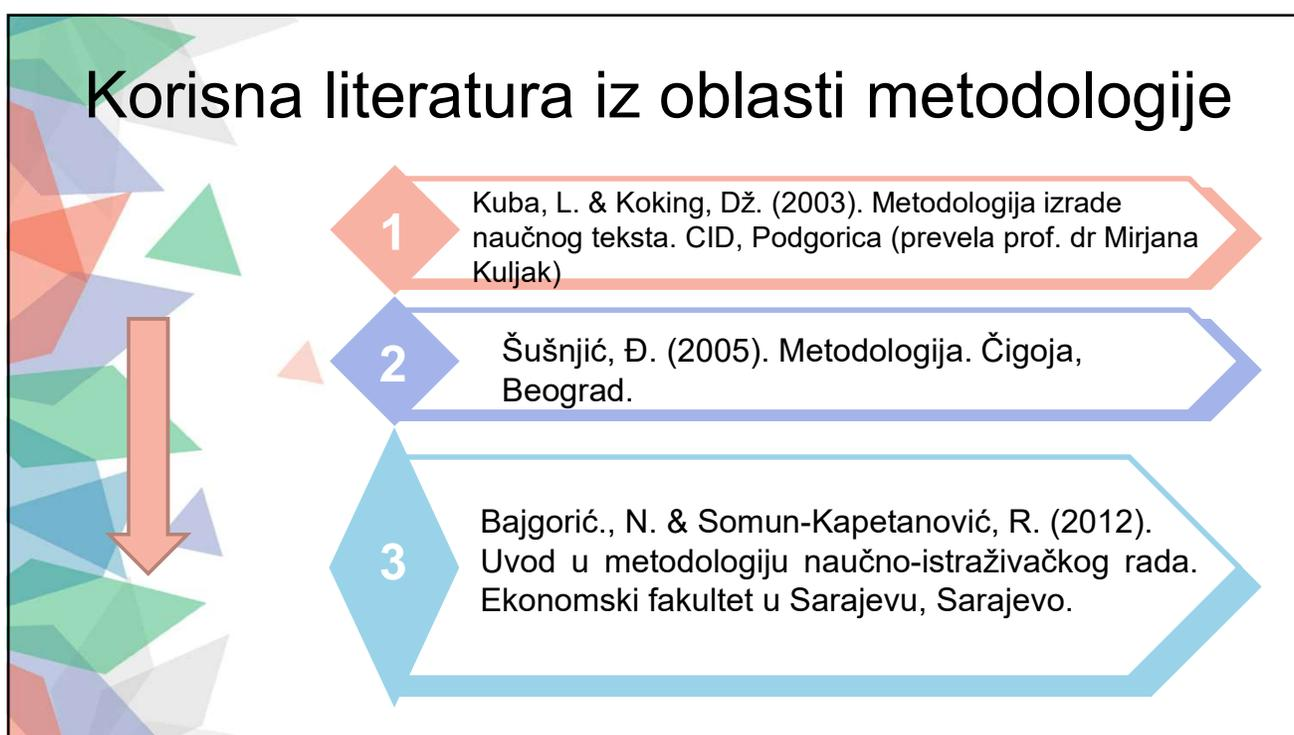 Korisna literatura iz oblasti metodologije
1
Kuba, L. & Koking, Dž. (2003). Metodologija izrade
naučnog teksta. CID, Podgorica (prevela prof. dr Mirjana
Kuljak)
2
Šušnjić, Đ. (2005). Metodologija. Čigoja,
Beograd.
3
Bajgorić., N. & Somun-Kapetanović, R. (2012).
Uvod u metodologiju naučno-istraživačkog rada.
Ekonomski fakultet u Sarajevu, Sarajevo.